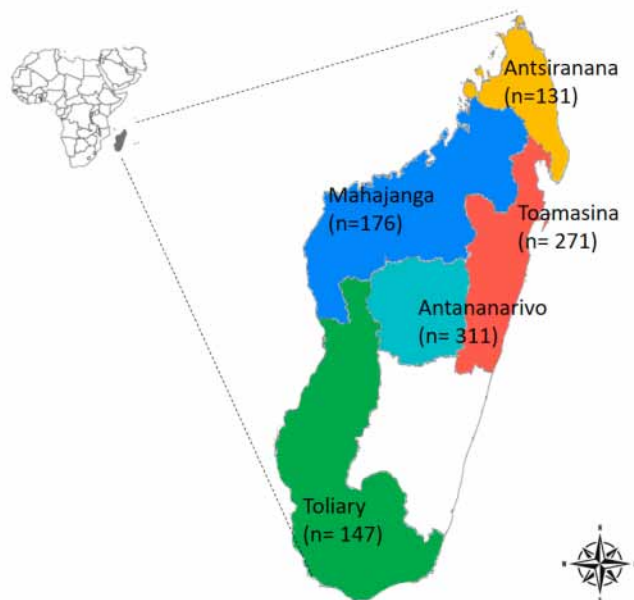 Antsiranana
(n=131)
Mahajanga
(n=176)
Toamasina
(n= 271)
Antananarivo
(n= 311)
Toliary
(n= 147)
N